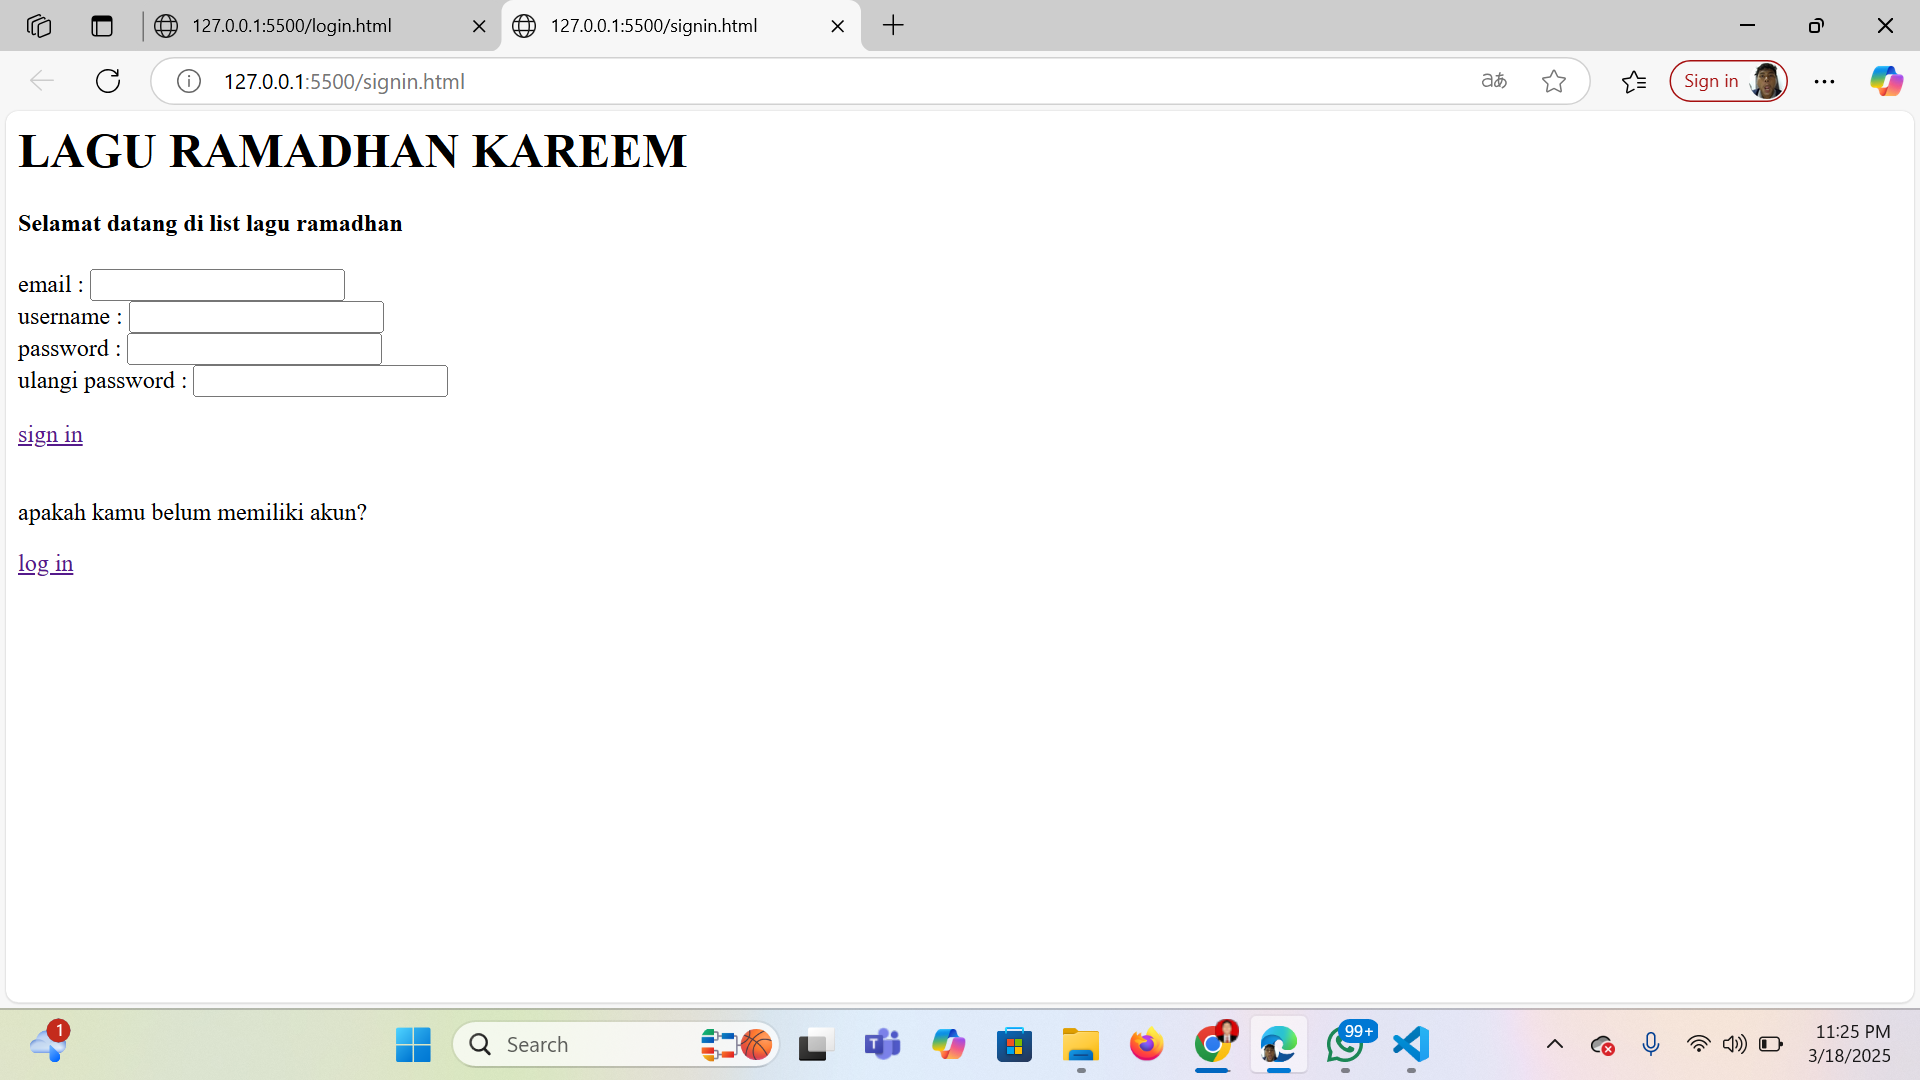 127.0.0.1:5500/login.html
127.0.0.1:5500/signin.html
127.0.0.1:5500/signin.html
aあ
Sign in
LAGU RAMADHAN KAREEM
Selamat datang di list lagu ramadhan
email :
username :
password :
ulangi password :
sign in
apakah kamu belum memiliki akun?
log in
1
Search
T
99+
11:25 PM
3/18/2025